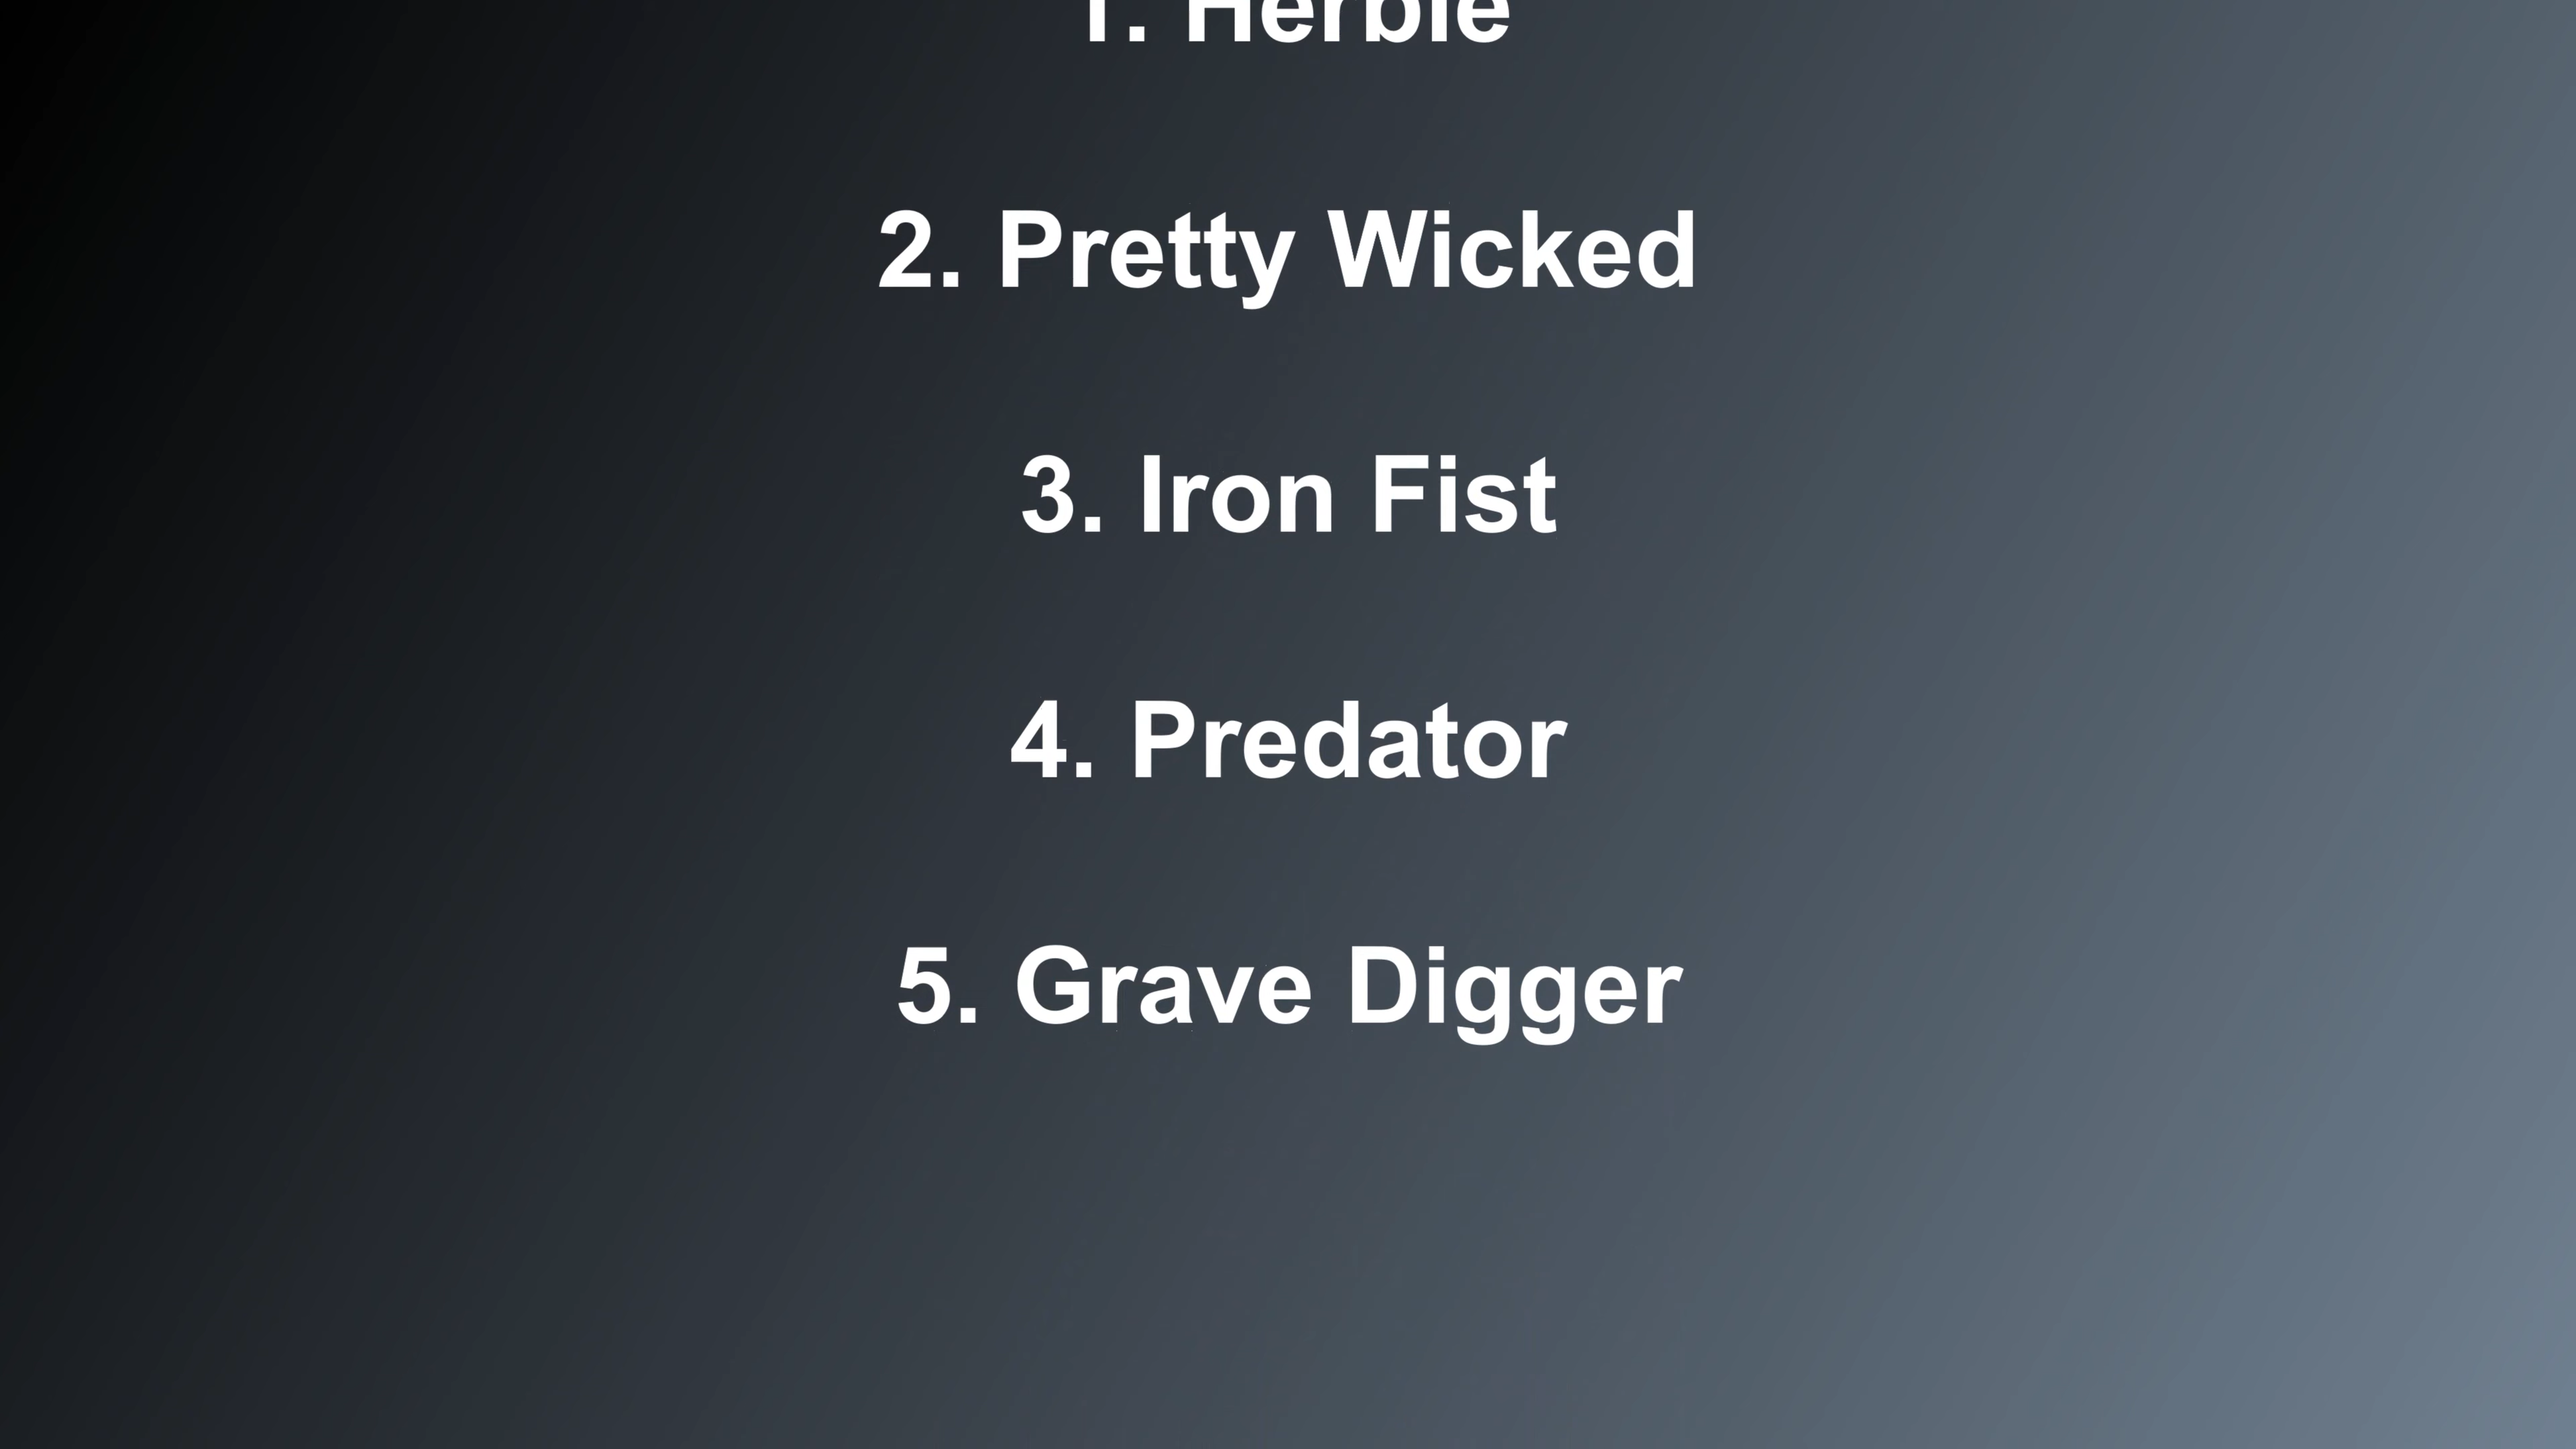 1. Herbie
2. Pretty Wicked
3. Iron Fist
4. Predator
5. Grave Digger